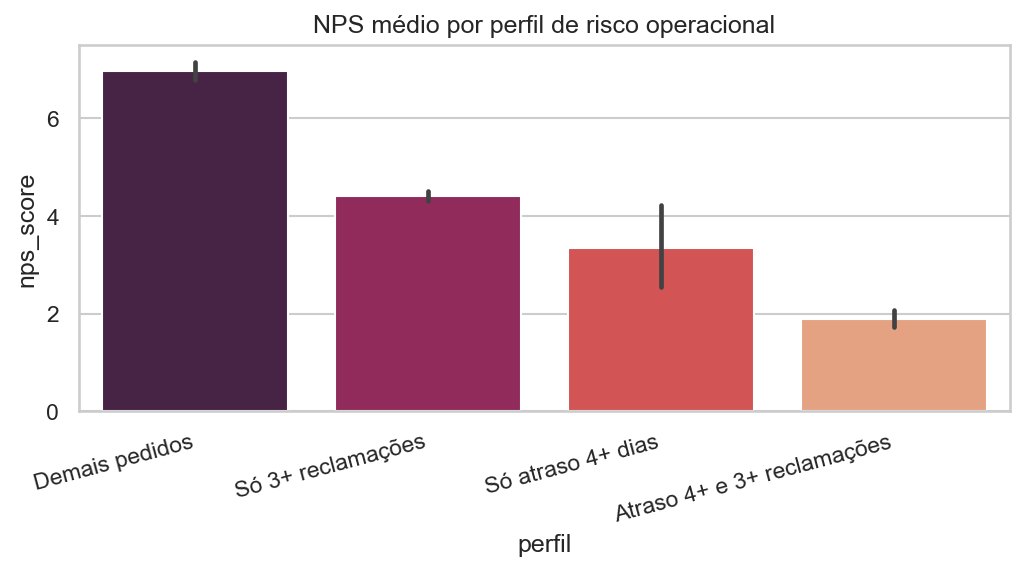 NPS médio por perfil de risco operacional
nps_score
6
4
2
0
Demais pedidos
Só 3+ reclamações
Só atraso 4+ dias
Atraso 4+ e 3+ reclamações
perfil